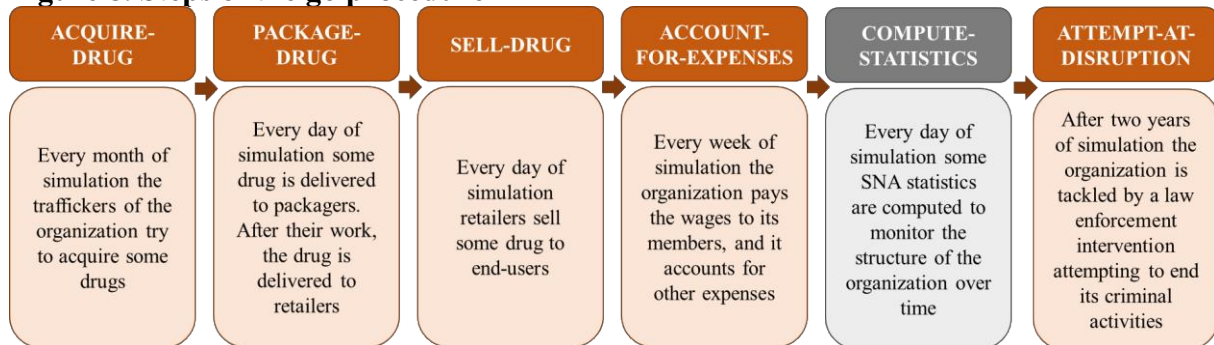 ACQUIRE-
DRUG
Every month of
simulation the
traffickers of the
organization try
to acquire some
drugs
PACKAGE-
DRUG
Every day of
simulation some
drug is delivered
to packagers.
After their work,
the drug is
delivered to
retailers
SELL-DRUG
Every day of
simulation
retailers sell
some drug to
end-users
ACCOUNT-
FOR-EXPENSES
Every week of
simulation the
organization pays
the wages to its
members, and it
accounts for
other expenses
COMPUTE-
STATISTICS
Every day of
simulation some
SNA statistics
are computed to
monitor the
structure of the
organization over
time
ATTEMPT-AT-
DISRUPTION
After two years
of simulation the
organization is
tackled by a law
enforcement
intervention
attempting to end
its criminal
activities